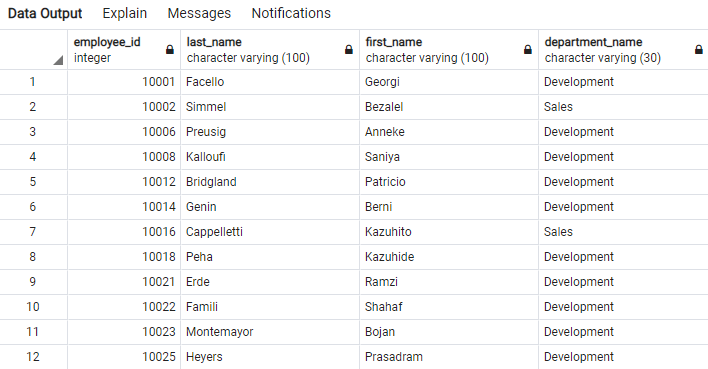 Data Output Explain Messages Notifications
employee_id last_name first_name department_name
integer character varying (100) character varying (100) character varying (30)
1 10001 Facello Georgi Development
2 10002 Simmel Bezalel Sales
3 10006 Preusig Anneke Development
4 10008 Kalloufi Saniya Development
5 10012 Bridgland Patricio Development
6 10014 Genin Berni Development
7 10016 Cappelletti Kazuhito Sales
8 10018 Peha Kazuhide Development
9 10021 Erde Ramzi Development
10 10022 Famili Shahaf Development
11 10023 Montemayor Bojan Development
12 10025 Heyers Prasadram Development